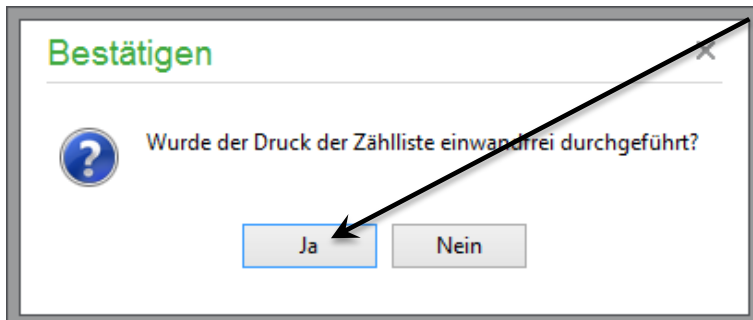 Bestätigen
Wurde der Druck der Zählliste einwandfrei durchgeführt?
Ja
Nein